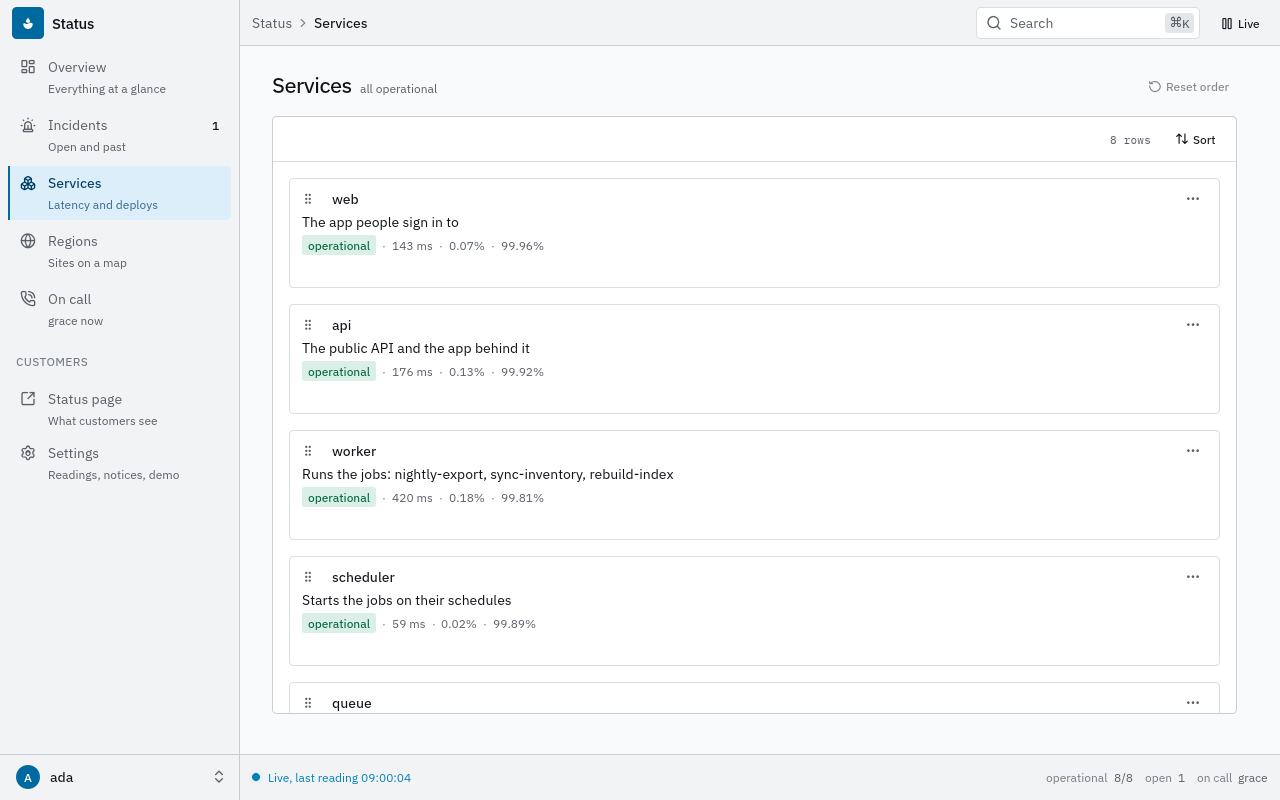 Status
Overview
Everything at a glance
Incidents 1
Open and past
Services
Latency and deploys
Regions
Sites on a map
On call
grace now
CUSTOMERS
Status page
What customers see
Settings
Readings, notices, demo
A ada
Status > Services
Search ⌘K
Live
Services all operational
Reset order
8 rows Sort
web
The app people sign in to
operational · 143 ms · 0.07% · 99.96%
api
The public API and the app behind it
operational · 176 ms · 0.13% · 99.92%
worker
Runs the jobs: nightly-export, sync-inventory, rebuild-index
operational · 420 ms · 0.18% · 99.81%
scheduler
Starts the jobs on their schedules
operational · 59 ms · 0.02% · 99.89%
queue
Live, last reading 09:00:04
operational 8/8 open 1 on call grace